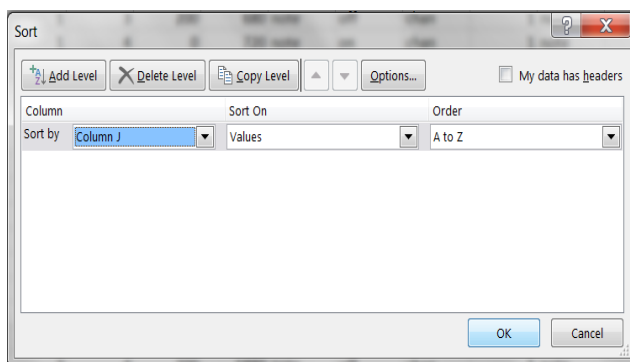 Sort
Add Level Delete Level Copy Level Options... My data has headers
Column Sort On Order
Sort by Column J Values A to Z
OK Cancel